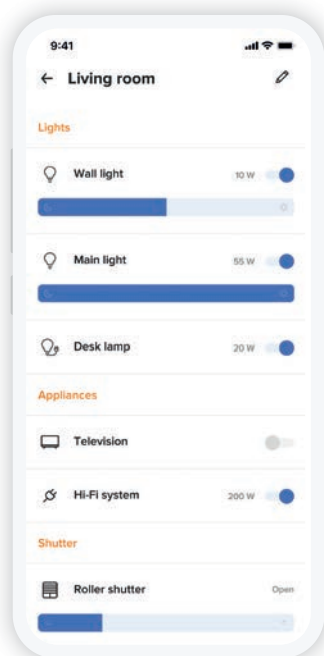 9:41
Living room
Lights
Wall light 10 W
Main light 55 W
Desk lamp 20 W
Appliances
Television
Hi-Fi system 200 W
Shutter
Roller shutter Open